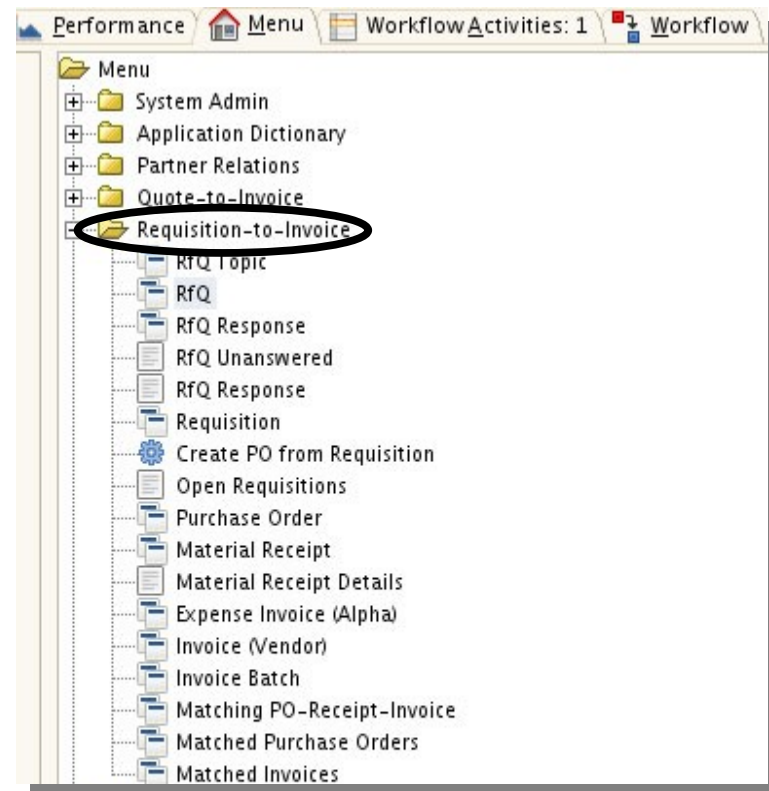 Performance Menu Workflow Activities: 1 Workflow
Menu
System Admin
Application Dictionary
Partner Relations
Quote-to-Invoice
Requisition-to-Invoice
RfQ Topic
RfQ
RfQ Response
RfQ Unanswered
RfQ Response
Requisition
Create PO from Requisition
Open Requisitions
Purchase Order
Material Receipt
Material Receipt Details
Expense Invoice (Alpha)
Invoice (Vendor)
Invoice Batch
Matching PO-Receipt-Invoice
Matched Purchase Orders
Matched Invoices